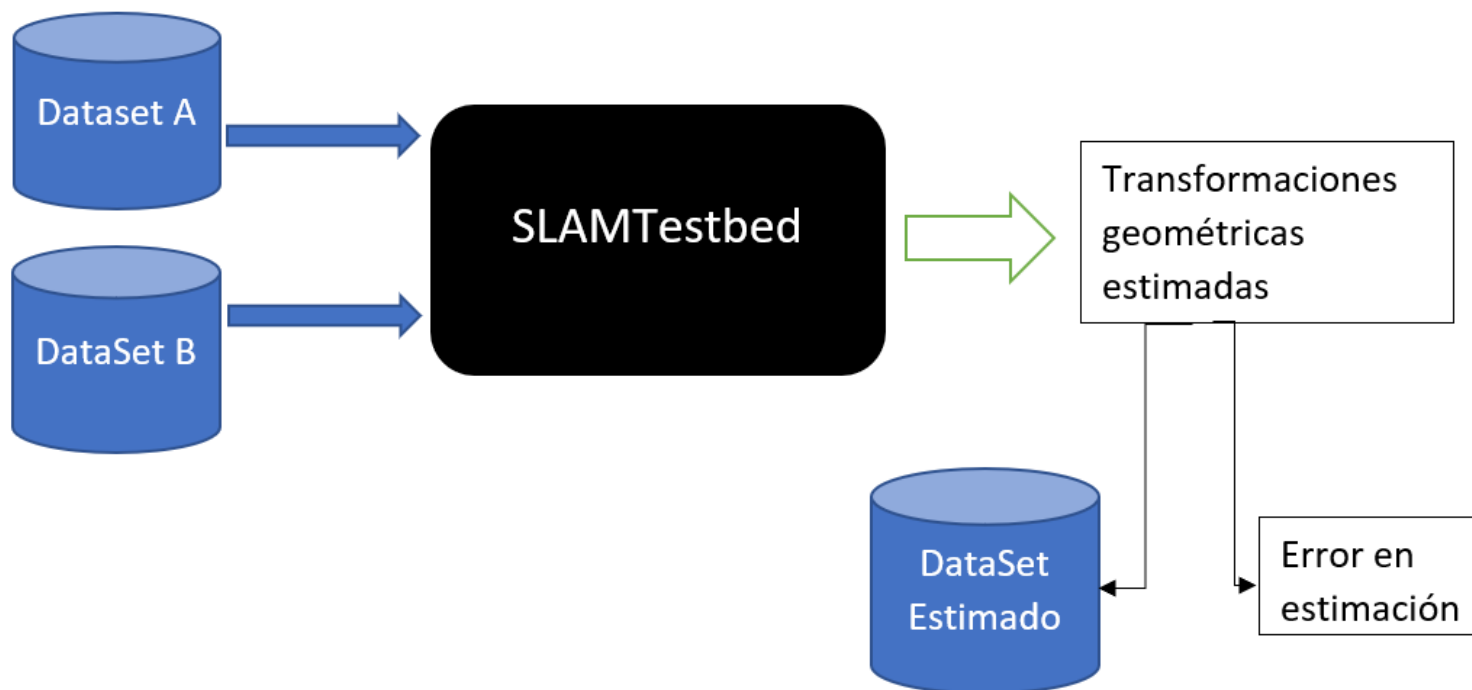 Dataset A
SLAMTestbed
Transformaciones
geométricas
estimadas
DataSet B
DataSet
Estimado
Error en
estimación